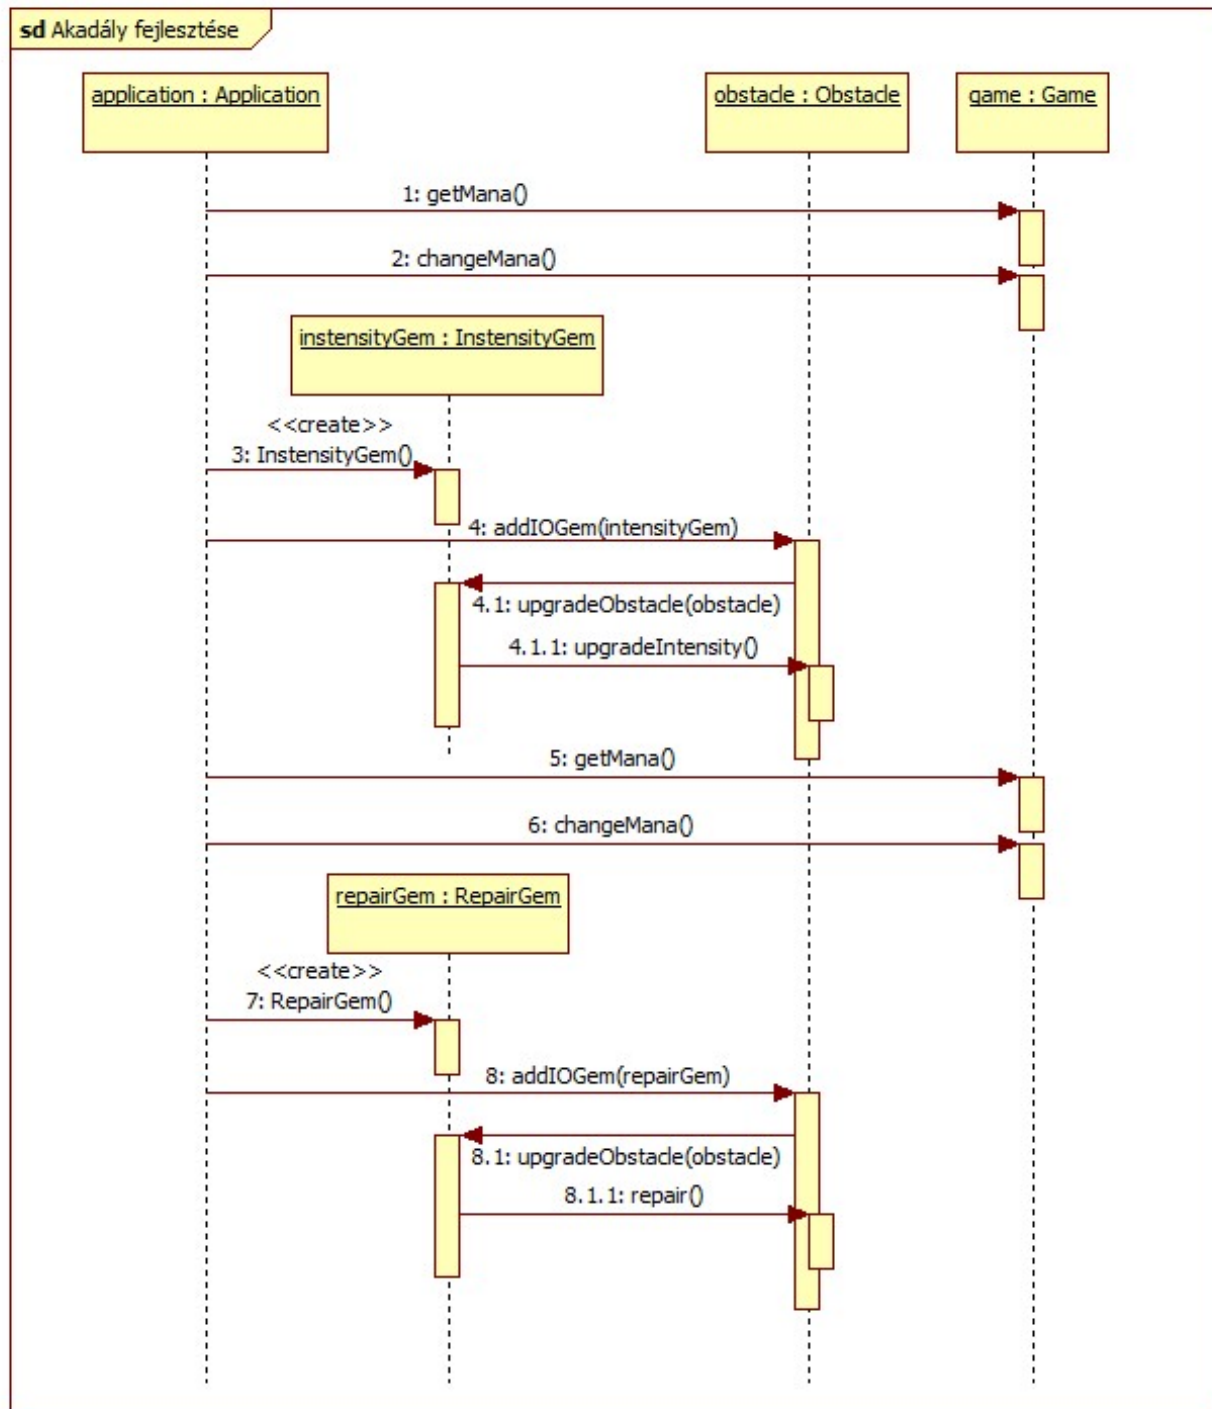 sd Akadály fejlesztése
application : Application
obstacle : Obstacle
game : Game
1: getMana()
2: changeMana()
instensityGem : InstensityGem
<<create>>
3: InstensityGem()
4: addIOGem(intensityGem)
4.1: upgradeObstacle(obstacle)
4.1.1: upgradeIntensity()
5: getMana()
6: changeMana()
repairGem : RepairGem
<<create>>
7: RepairGem()
8: addIOGem(repairGem)
8.1: upgradeObstacle(obstacle)
8.1.1: repair()